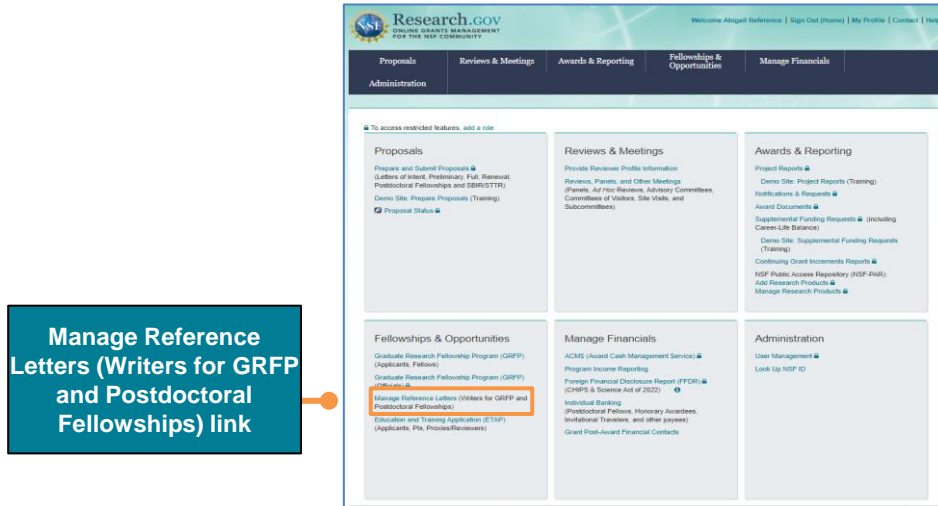 NSF
Research.gov
ONLINE GRANTS MANAGEMENT
FOR THE NSF COMMUNITY
Welcome Abigail Reference | Sign Out (Home) | My Profile | Contact | Help
Proposals
Reviews & Meetings
Awards & Reporting
Fellowships &
Opportunities
Manage Financials
Administration
To access restricted features, add a role
Proposals
Prepare and Submit Proposals
(Letters of Intent, Preliminary, Full, Renewal,
Postdoctoral Fellowships and SBIR/STTR)
Demo Site: Prepare Proposals (Training)
Proposal Status
Reviews & Meetings
Provide Reviewer Profile Information
Reviews, Panels, and Other Meetings
(Panels, Ad Hoc Reviews, Advisory Committees,
Committees of Visitors, Site Visits, and
Subcommittees)
Awards & Reporting
Project Reports
Demo Site: Project Reports (Training)
Notifications & Requests
Award Documents
Supplemental Funding Requests (Including
Career-Life Balance)
Demo Site: Supplemental Funding Requests
(Training)
Continuing Grant Increments Reports
NSF Public Access Repository (NSF-PAR)
Add Research Products
Manage Research Products
Manage Reference
Letters (Writers for GRFP
and Postdoctoral
Fellowships) link
Fellowships & Opportunities
Graduate Research Fellowship Program (GRFP)
(Applicants, Fellows)
Graduate Research Fellowship Program (GRFP)
(Officials)
Manage Reference Letters (Writers for GRFP and
Postdoctoral Fellowships)
Education and Training Application (ETAP)
(Applicants, PIs, Proxies/Reviewers)
Manage Financials
ACMS (Award Cash Management Service)
Program Income Reporting
Foreign Financial Disclosure Report (FFDR)
(CHIPS & Science Act of 2022)
Individual Banking
(Postdoctoral Fellows, Honorary Awardees,
Invitational Travelers, and other payees)
Grant Post-Award Financial Contacts
Administration
User Management
Look Up NSF ID